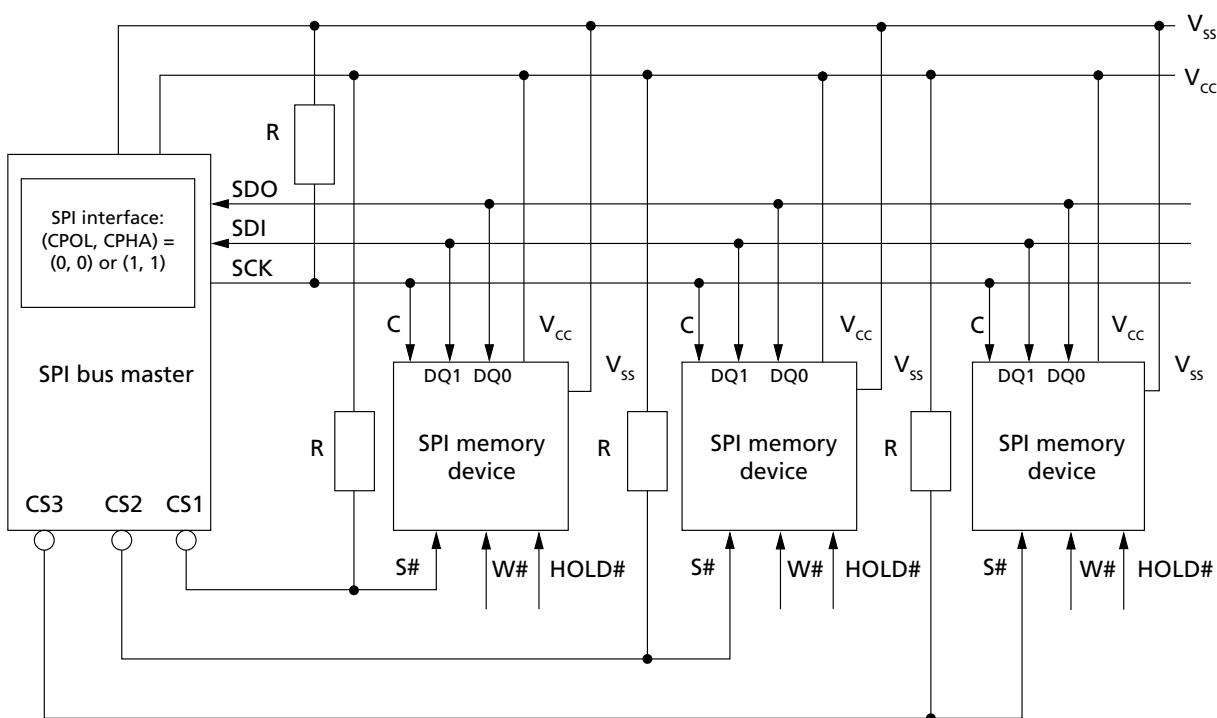 Vss
Vcc
R
SDO
SPI interface:
(CPOL, CPHA) =
(0, 0) or (1, 1)
SDI
SCK
C
Vcc
C
Vcc
C
Vcc
SPI bus master
DQ1 DQ0
Vss
DQ1 DQ0
Vss
DQ1 DQ0
Vss
R
SPI memory
device
R
SPI memory
device
R
SPI memory
device
CS3 CS2 CS1
S# W# HOLD#
S# W# HOLD#
S# W# HOLD#